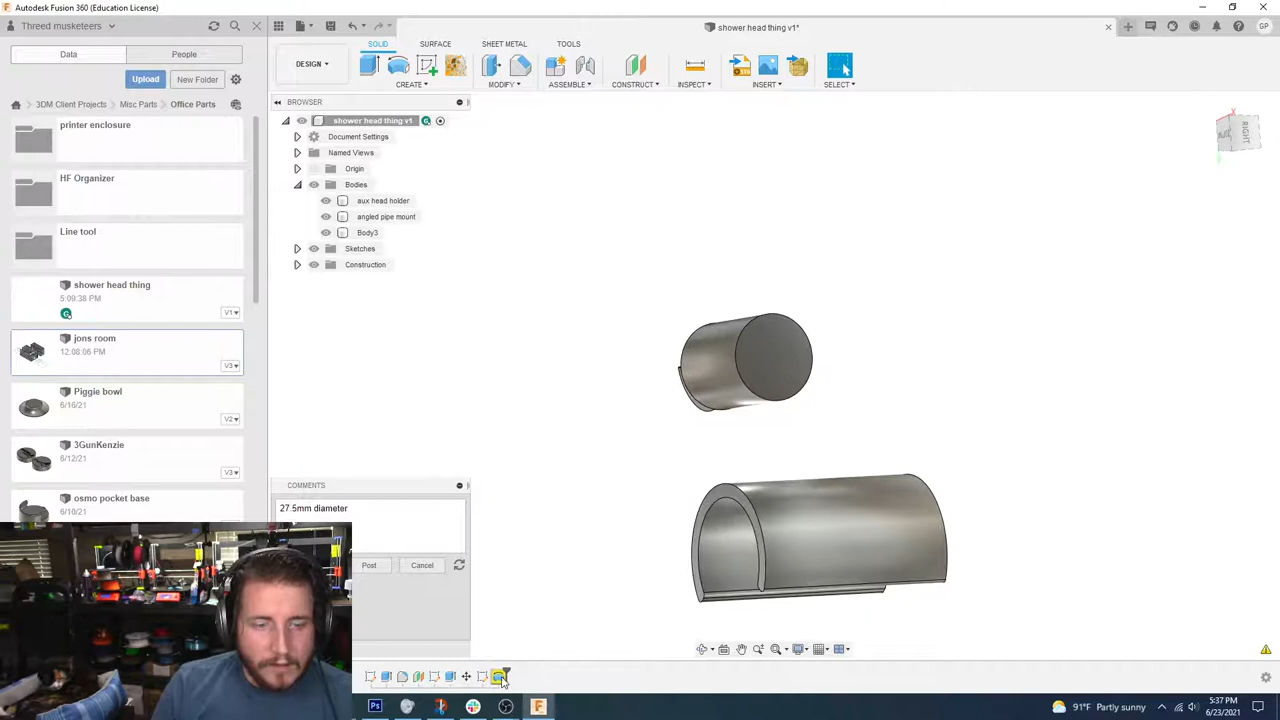 Autodesk Fusion 360 (Education License)
Threed musketeers
shower head thing v1*
GP
Data
People
Upload
New Folder
3DM Client Projects > Misc Parts > Office Parts
printer enclosure
HF Organizer
Line tool
shower head thing
5:09:38 PM
V1
jons room
12:08:06 PM
V3
Piggie bowl
6/16/21
V2
3GunKenzie
6/12/21
V3
osmo pocket base
6/10/21
DESIGN
SOLID
SURFACE
SHEET METAL
TOOLS
CREATE
MODIFY
ASSEMBLE
CONSTRUCT
INSPECT
INSERT
SELECT
BROWSER
shower head thing v1
Document Settings
Named Views
Origin
Bodies
aux head holder
angled pipe mount
Body3
Sketches
Construction
RIGHT
COMMENTS
27.5mm diameter
Post
Cancel
91°F Partly sunny
5:37 PM
6/23/2021